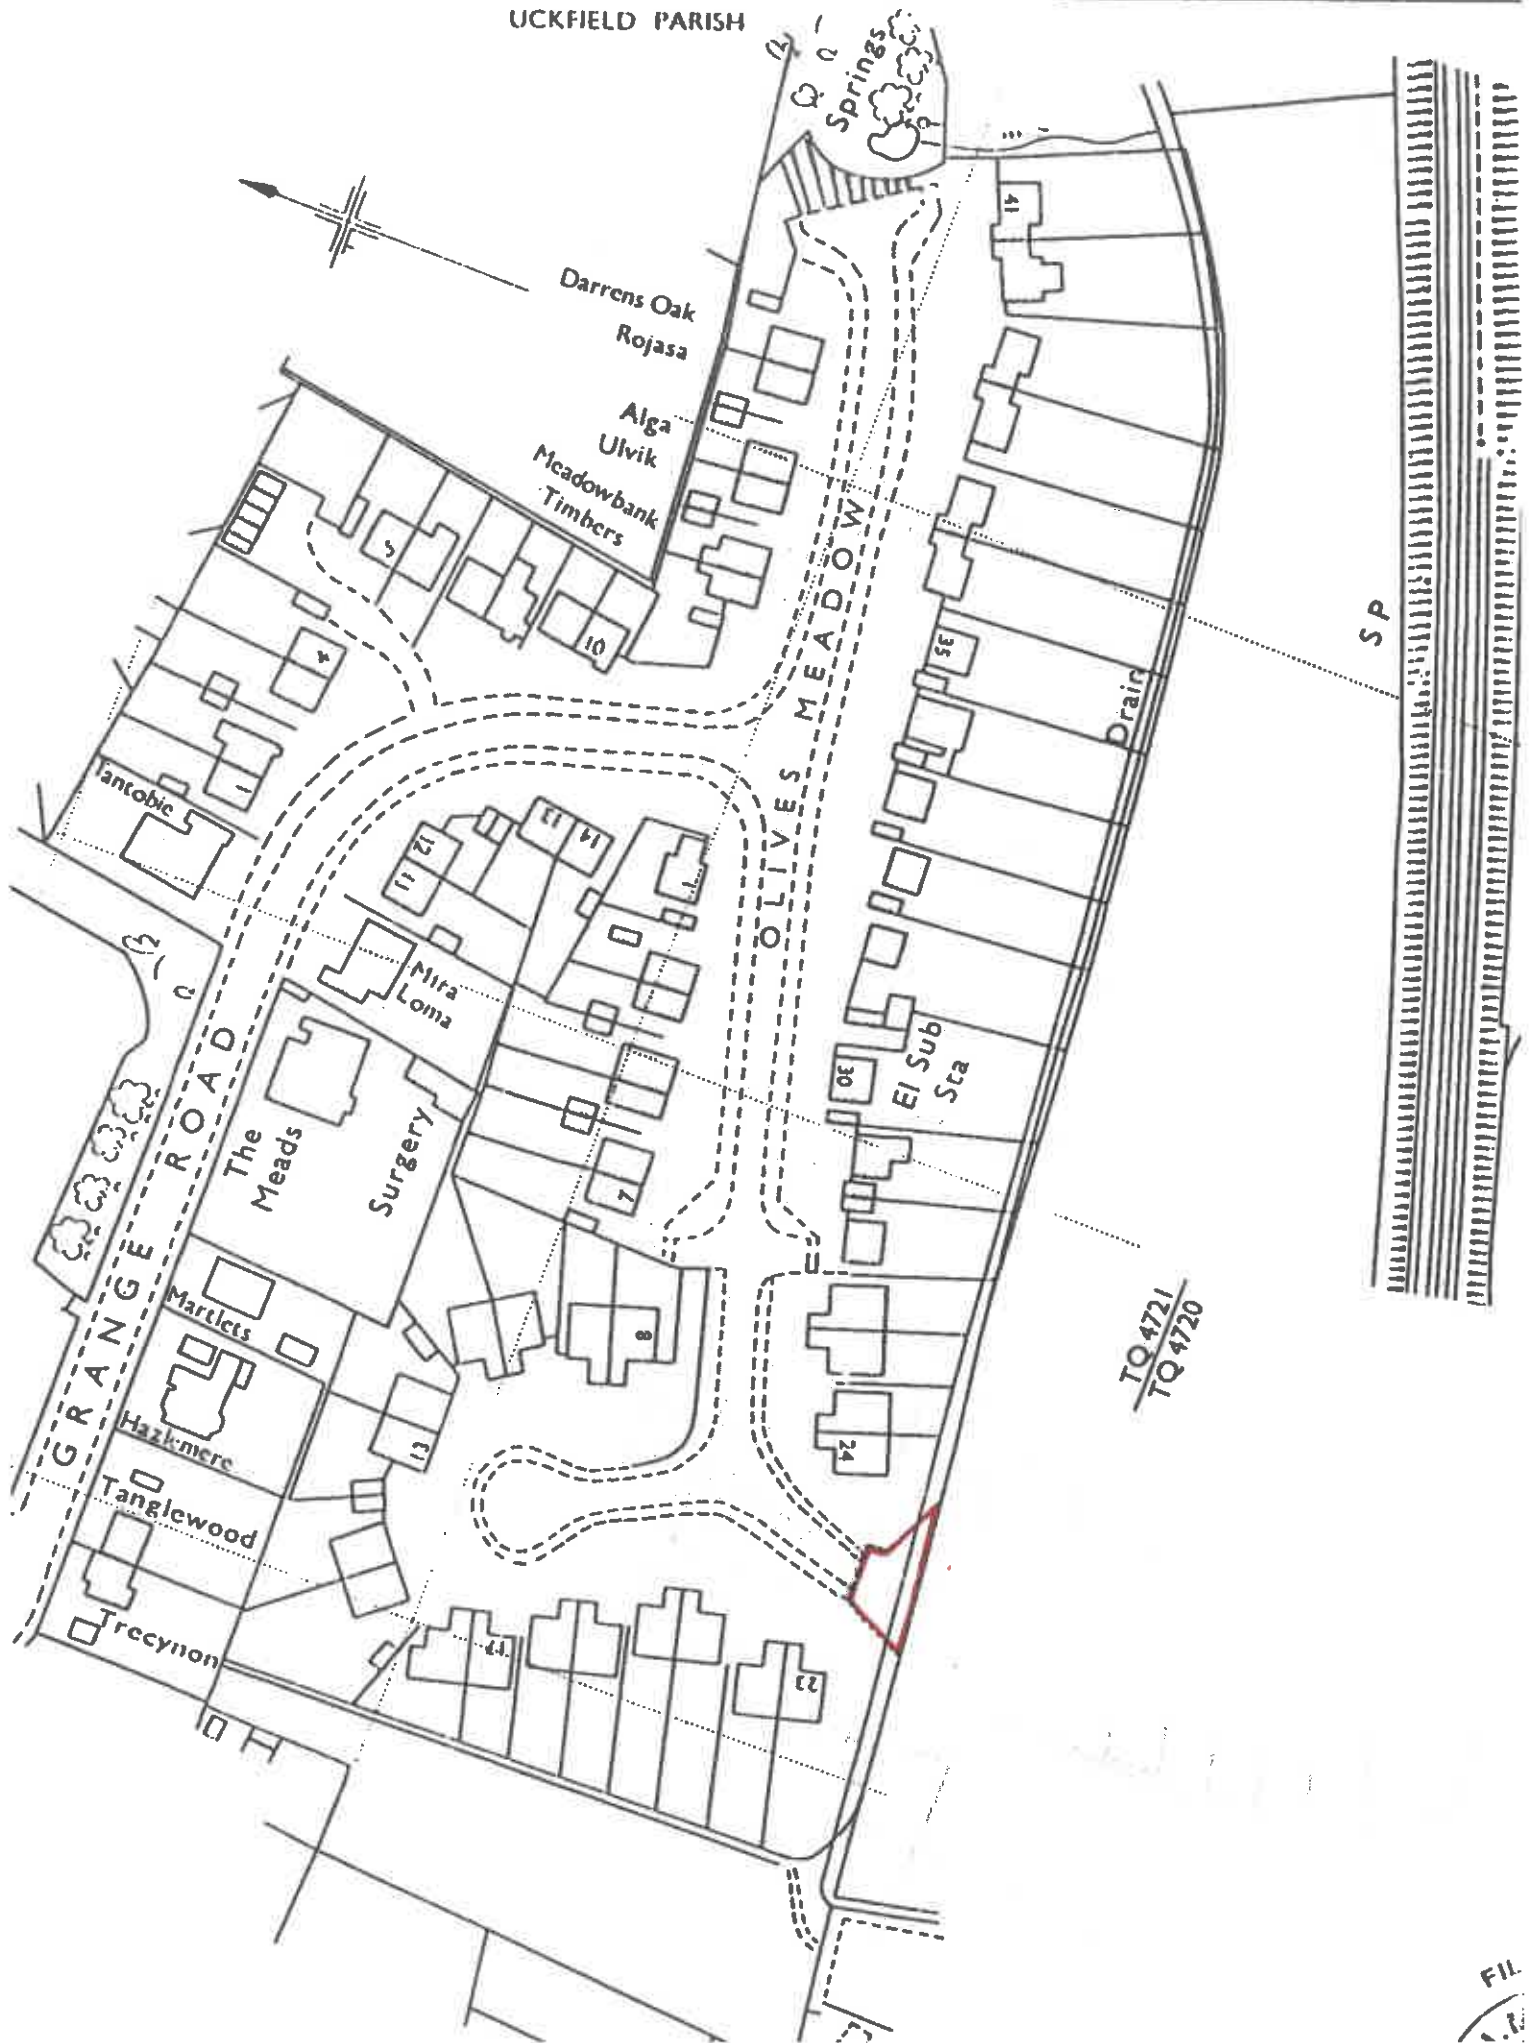 UCKFIELD PARISH
Springs
Darrens Oak
Rojasa
Alga
Ulvik
Meadowbank
Timbers
41
5
10
4
1
Tantobie
35
OLIVES MEADOW
Drain
SP
12
11
13
14
1
Mira
Loma
GRANGE ROAD
The
Meads
Surgery
El Sub
Sta
30
7
Martlets
8
TQ 4721
TQ 4720
Hazlemere
13
24
Tanglewood
17
23
Trecynon